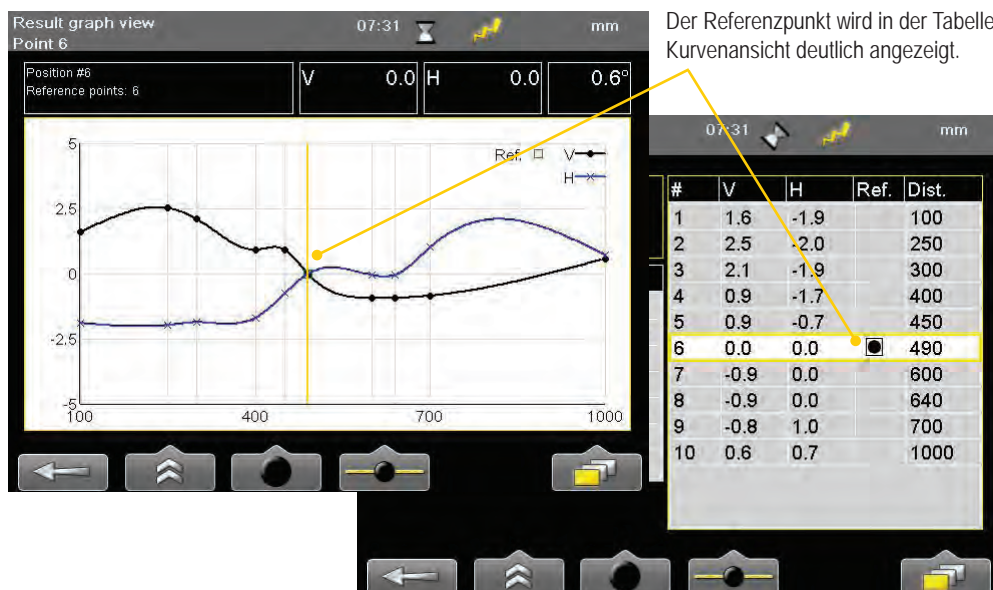 Result graph view
Point 6
07:31
mm
Der Referenzpunkt wird in der Tabelle
Kurvenansicht deutlich angezeigt.
Position #6
Reference points: 6
V 0.0
H 0.0
0.6°
5
2.5
0
-2.5
-5
100 400 700 1000
Ref.
V
H
07:31
mm
# V H Ref. Dist.
1 1.6 -1.9 100
2 2.5 -2.0 250
3 2.1 -1.9 300
4 0.9 -1.7 400
5 0.9 -0.7 450
6 0.0 0.0 490
7 -0.9 0.0 600
8 -0.9 0.0 640
9 -0.8 1.0 700
10 0.6 0.7 1000